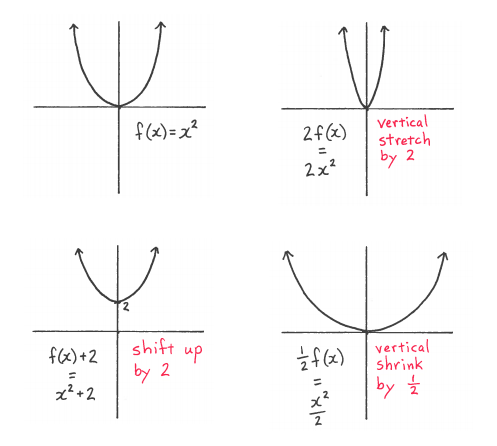 f(x)=x²
2f(x)
=
2x²
vertical
stretch
by 2
2
f(x)+2
=
x²+2
shift up
by 2
½f(x)
=
x²/2
vertical
shrink
by ½